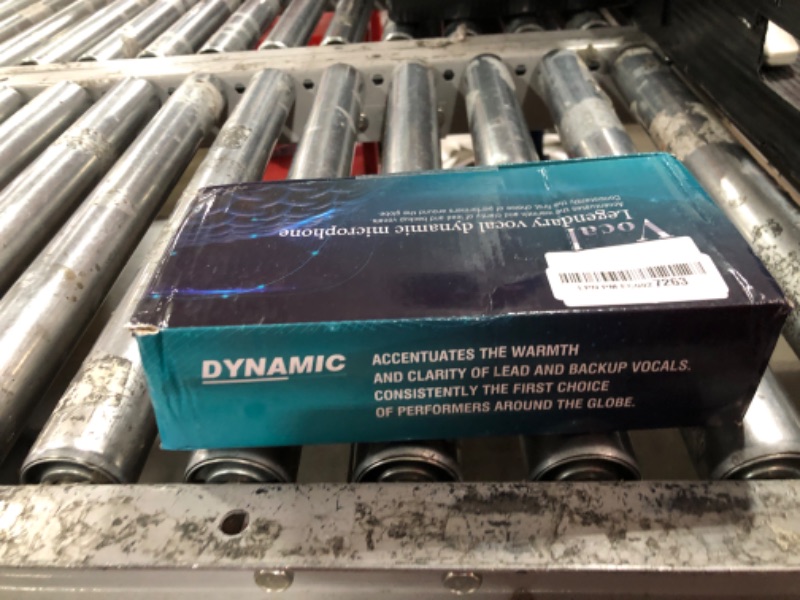 Vocal
Legendary vocal dynamic microphone
Accentuates the warmth and clarity of lead and backup vocals
Consistently the first choice of performers around the globe
7263
DYNAMIC
ACCENTUATES THE WARMTH
AND CLARITY OF LEAD AND BACKUP VOCALS.
CONSISTENTLY THE FIRST CHOICE
OF PERFORMERS AROUND THE GLOBE.